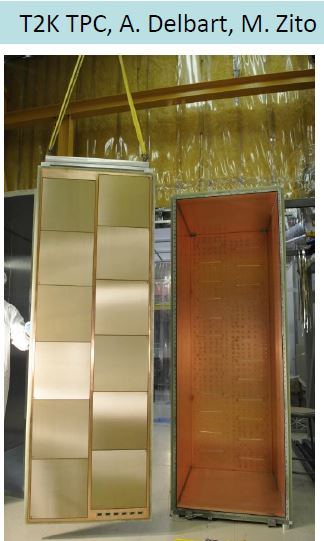 T2K TPC, A. Delbart, M. Zito